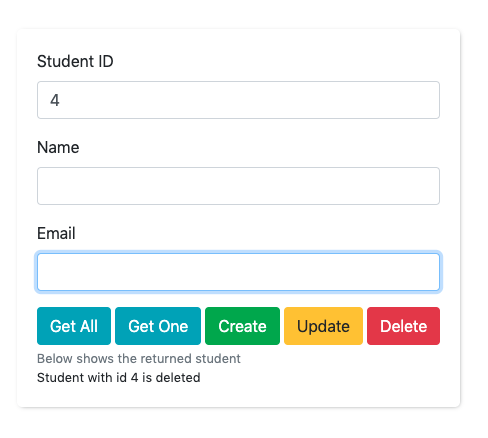 Student ID
4
Name
Email
Get All Get One Create Update Delete
Below shows the returned student
Student with id 4 is deleted